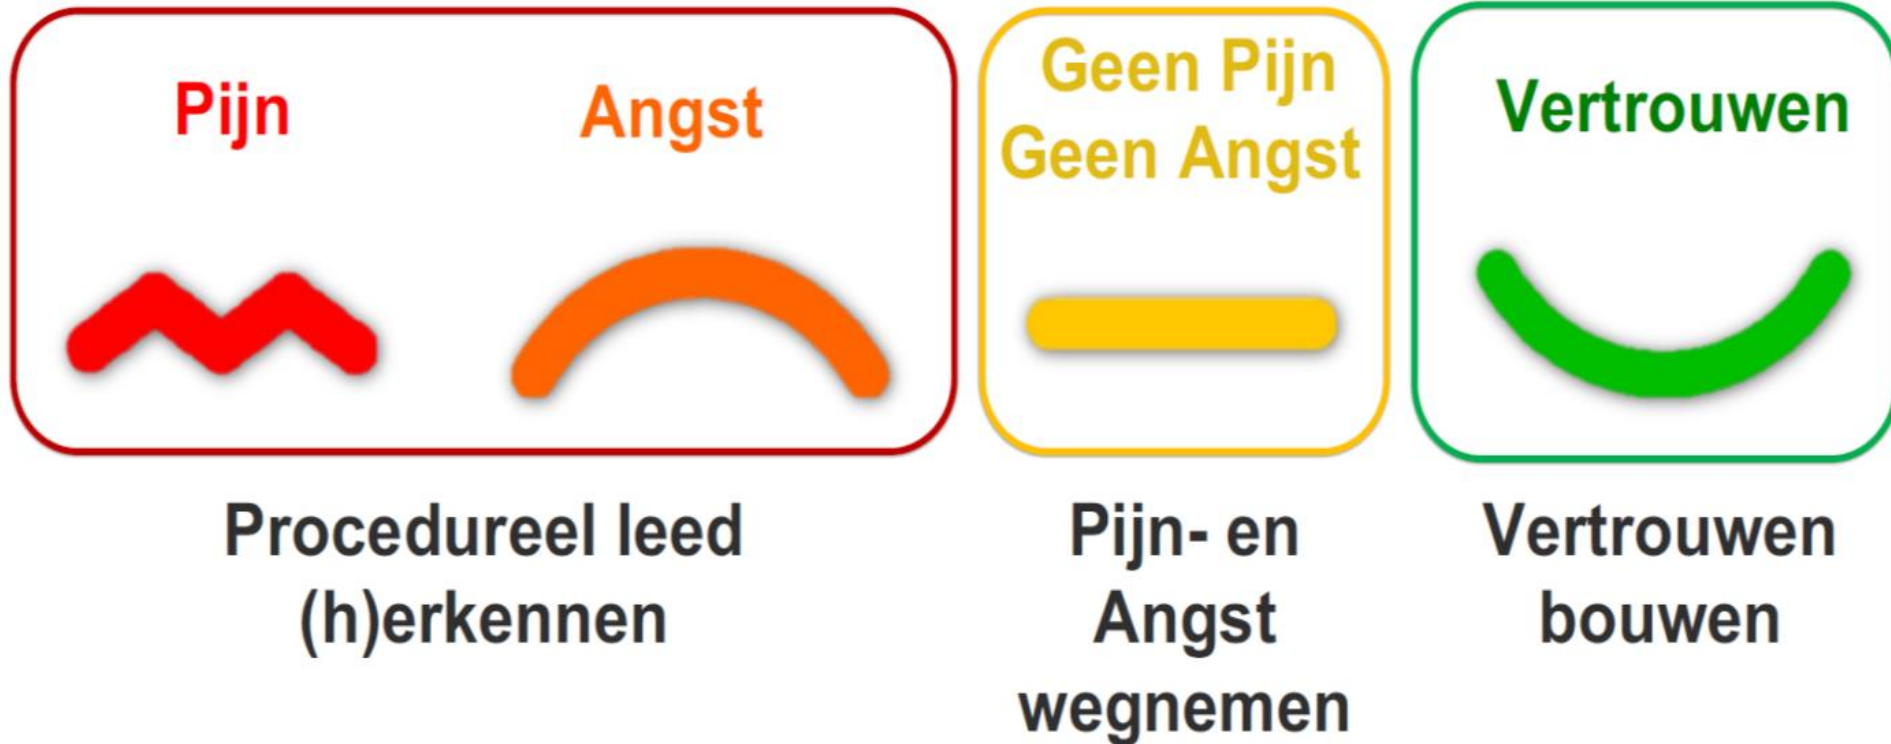 Pijn
Angst
Geen Pijn
Geen Angst
Vertrouwen
Procedureel leed
(h)erkennen
Pijn- en
Angst
wegnemen
Vertrouwen
bouwen